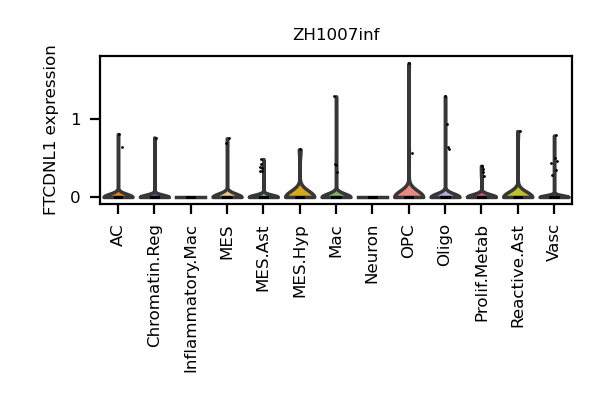 ZH1007inf
FTCDNL1 expression
1
0
AC
Chromatin.Reg
Inflammatory.Mac
MES
MES.Ast
MES.Hyp
Mac
Neuron
OPC
Oligo
Prolif.Metab
Reactive.Ast
Vasc